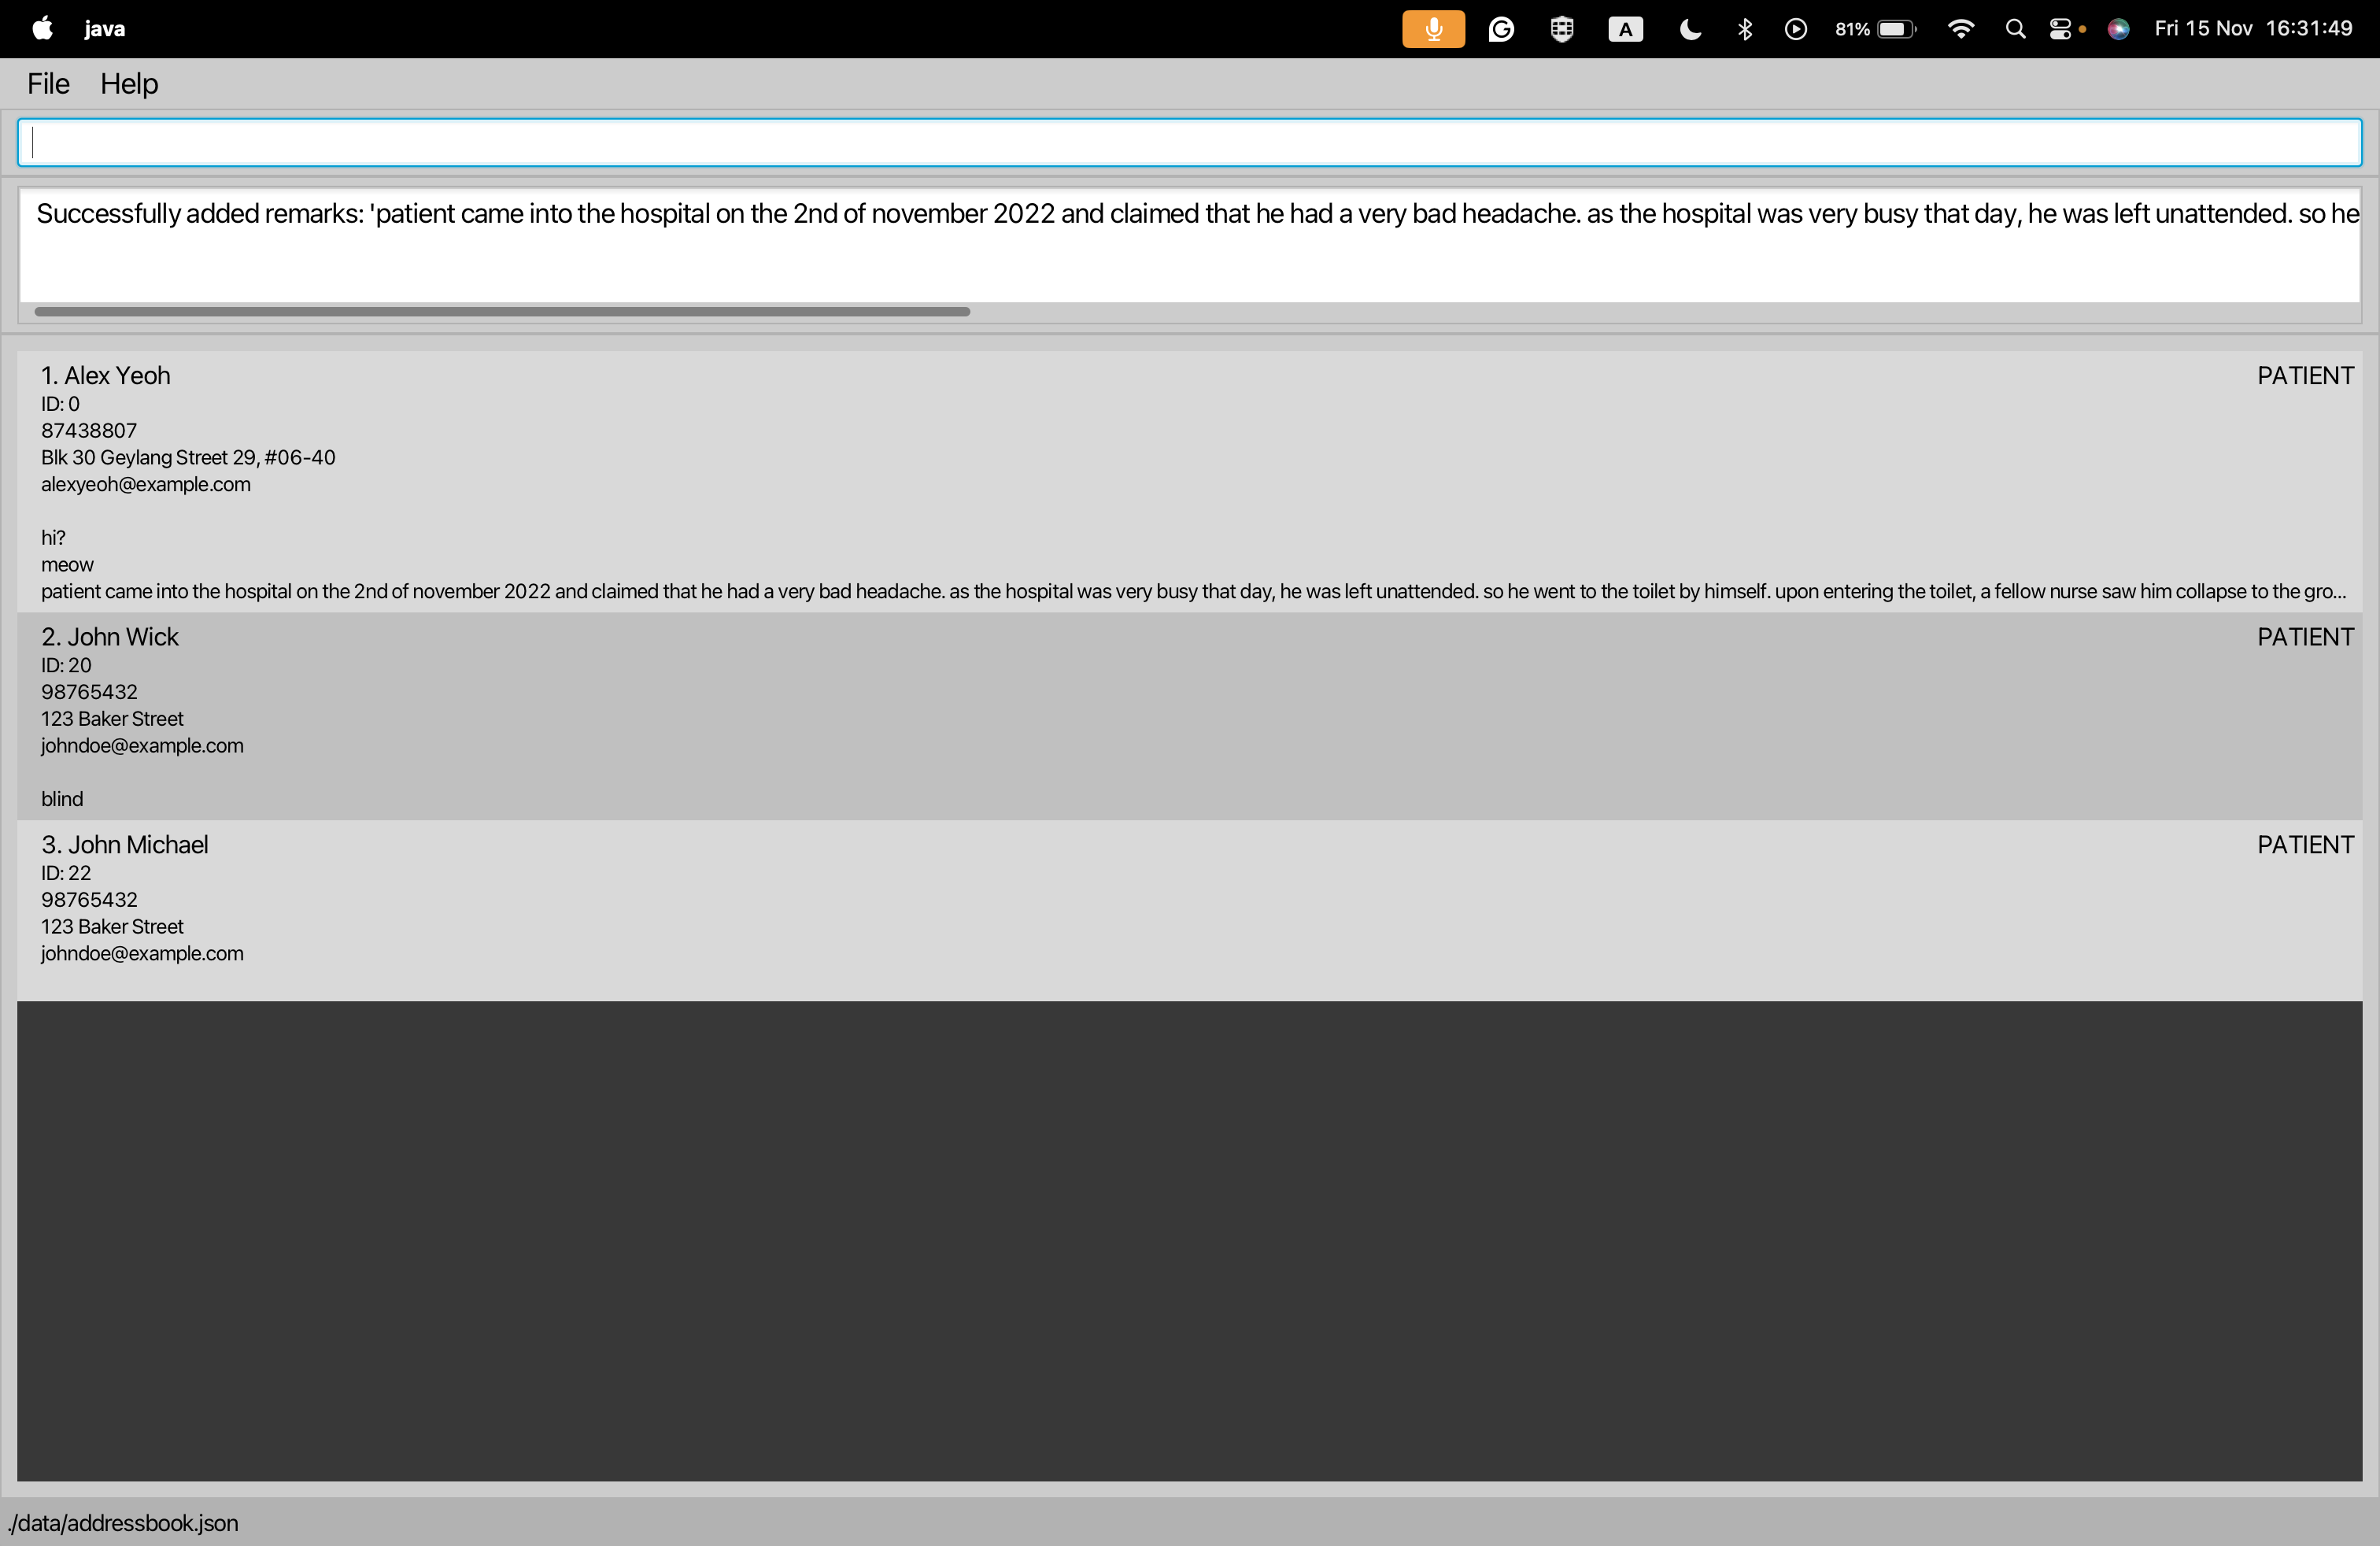 java
A
81%
Fri 15 Nov 16:31:49
File Help
Successfully added remarks: 'patient came into the hospital on the 2nd of november 2022 and claimed that he had a very bad headache. as the hospital was very busy that day, he was left unattended. so he
1. Alex Yeoh PATIENT
ID: 0
87438807
Blk 30 Geylang Street 29, #06-40
alexyeoh@example.com
hi?
meow
patient came into the hospital on the 2nd of november 2022 and claimed that he had a very bad headache. as the hospital was very busy that day, he was left unattended. so he went to the toilet by himself. upon entering the toilet, a fellow nurse saw him collapse to the gro...
2. John Wick PATIENT
ID: 20
98765432
123 Baker Street
johndoe@example.com
blind
3. John Michael PATIENT
ID: 22
98765432
123 Baker Street
johndoe@example.com
./data/addressbook.json